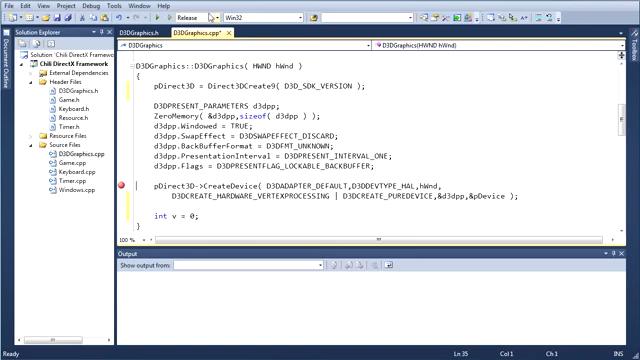 File Edit View Project Build Debug Tools Window Help
Release Win32
Solution Explorer
D3DGraphics.h D3DGraphics.cpp*
D3DGraphics D3DGraphics(HWND hWnd)
Document Outline
Toolbox
Solution 'Chili DirectX Framework'
Chili DirectX Framework
External Dependencies
Header Files
D3DGraphics.h
Game.h
Keyboard.h
Resource.h
Timer.h
Resource Files
Source Files
D3DGraphics.cpp
Game.cpp
Keyboard.cpp
Timer.cpp
Windows.cpp
D3DGraphics::D3DGraphics( HWND hWnd )
{
pDirect3D = Direct3DCreate9( D3D_SDK_VERSION );
D3DPRESENT_PARAMETERS d3dpp;
ZeroMemory( &d3dpp,sizeof( d3dpp ) );
d3dpp.Windowed = TRUE;
d3dpp.SwapEffect = D3DSWAPEFFECT_DISCARD;
d3dpp.BackBufferFormat = D3DFMT_UNKNOWN;
d3dpp.PresentationInterval = D3DPRESENT_INTERVAL_ONE;
d3dpp.Flags = D3DPRESENTFLAG_LOCKABLE_BACKBUFFER;
pDirect3D->CreateDevice( D3DADAPTER_DEFAULT,D3DDEVTYPE_HAL,hWnd,
D3DCREATE_HARDWARE_VERTEXPROCESSING | D3DCREATE_PUREDEVICE,&d3dpp,&pDevice );
int v = 0;
}
100 %
Output
Show output from:
Ready Ln 35 Col 1 Ch 1 INS